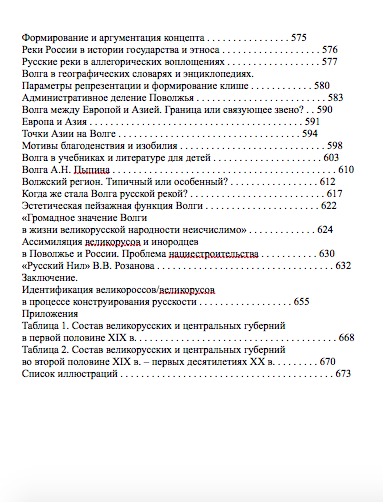 Формирование и аргументация концепта . . . . . . . . . . . . . . . . 575
Реки России в истории государства и этноса . . . . . . . . . . . . . . 576
Русские реки в аллегорических воплощениях . . . . . . . . . . . . . . 577
Волга в географических словарях и энциклопедиях.
Параметры репрезентации и формирование клише . . . . . . . . . . 580
Административное деление Поволжья . . . . . . . . . . . . . . . . . . 583
Волга между Европой и Азией. Граница или связующее звено? . . 590
Европа и Азия . . . . . . . . . . . . . . . . . . . . . . . . . . . . . 591
Точки Азии на Волге . . . . . . . . . . . . . . . . . . . . . . . . . . 594
Мотивы благоденствия и изобилия . . . . . . . . . . . . . . . . . . . . 598
Волга в учебниках и литературе для детей . . . . . . . . . . . . . . . 603
Волга А.Н. Пыпина . . . . . . . . . . . . . . . . . . . . . . . . . . . . . . 610
Волжский регион. Типичный или особенный? . . . . . . . . . . . . . 612
Когда же стала Волга русской рекой? . . . . . . . . . . . . . . . . . . . 617
Эстетическая пейзажная функция Волги . . . . . . . . . . . . . . . . 622
«Громадное значение Волги
в жизни великорусской народности неисчислимо» . . . . . . . . . . 624
Ассимиляция великорусов и инородцев
в Поволжье и России. Проблема нациестроительства . . . . . . . . 630
«Русский Нил» В.В. Розанова . . . . . . . . . . . . . . . . . . . . . . . 632
Заключение.
Идентификация великороссов/великорусов
в процессе конструирования русскости . . . . . . . . . . . . . . 655
Приложения
Таблица 1. Состав великорусских и центральных губерний
в первой половине XIX в. . . . . . . . . . . . . . . . . . . . . . . . . . . 668
Таблица 2. Состав великорусских и центральных губерний
во второй половине XIX в. – первых десятилетиях XX в. . . . . . . . . 670
Список иллюстраций . . . . . . . . . . . . . . . . . . . . . . . . . . . . 673